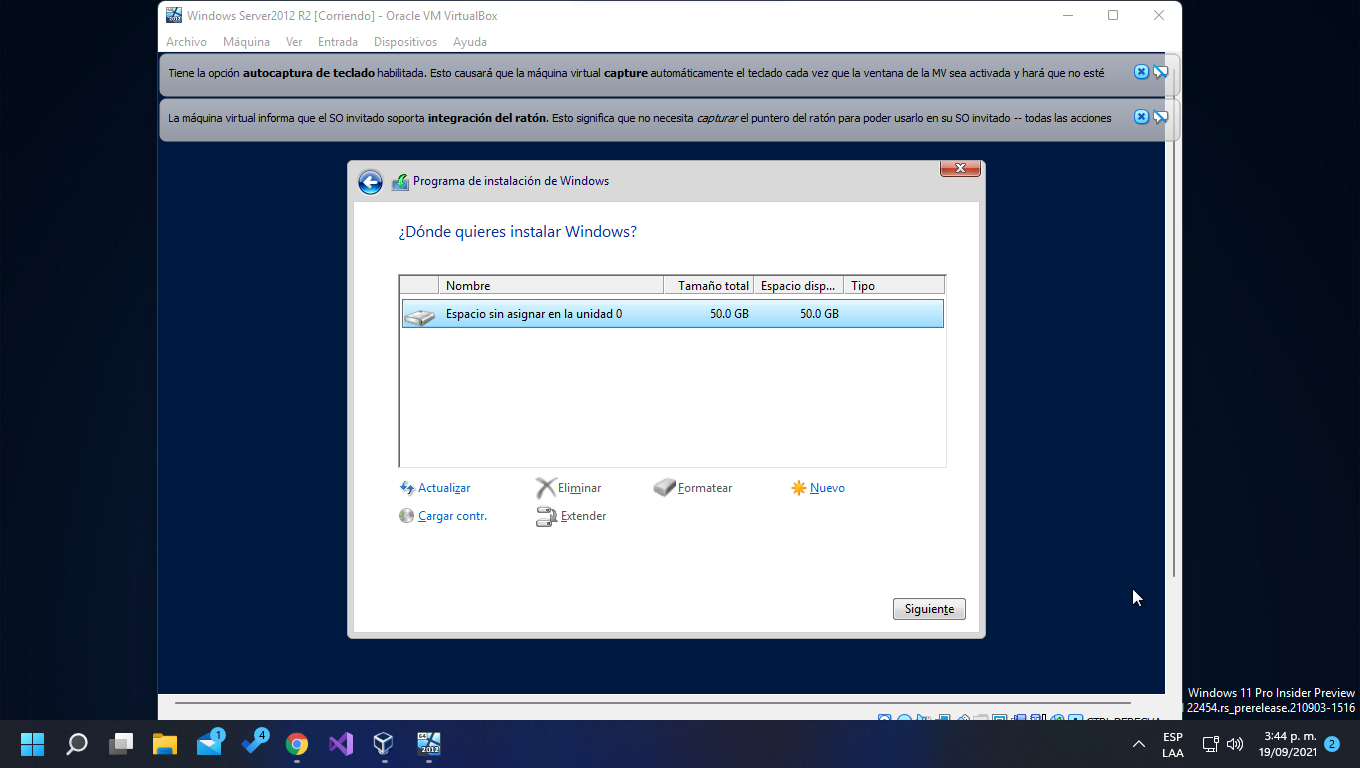 Windows Server2012 R2 [Corriendo] - Oracle VM VirtualBox
Archivo Máquina Ver Entrada Dispositivos Ayuda
Tiene la opción autocaptura de teclado habilitada. Esto causará que la máquina virtual capture automáticamente el teclado cada vez que la ventana de la MV sea activada y hará que no esté
La máquina virtual informa que el SO invitado soporta integración del ratón. Esto significa que no necesita capturar el puntero del ratón para poder usarlo en su SO invitado -- todas las acciones
Programa de instalación de Windows
¿Dónde quieres instalar Windows?
Nombre Tamaño total Espacio disp... Tipo
Espacio sin asignar en la unidad 0 50.0 GB 50.0 GB
Actualizar Eliminar Formatear Nuevo
Cargar contr. Extender
Siguiente
Windows 11 Pro Insider Preview
22454.rs_prerelease.210903-1516
CTRL DERECHA
1
4
2012
ESP
LAA
3:44 p. m.
19/09/2021
2